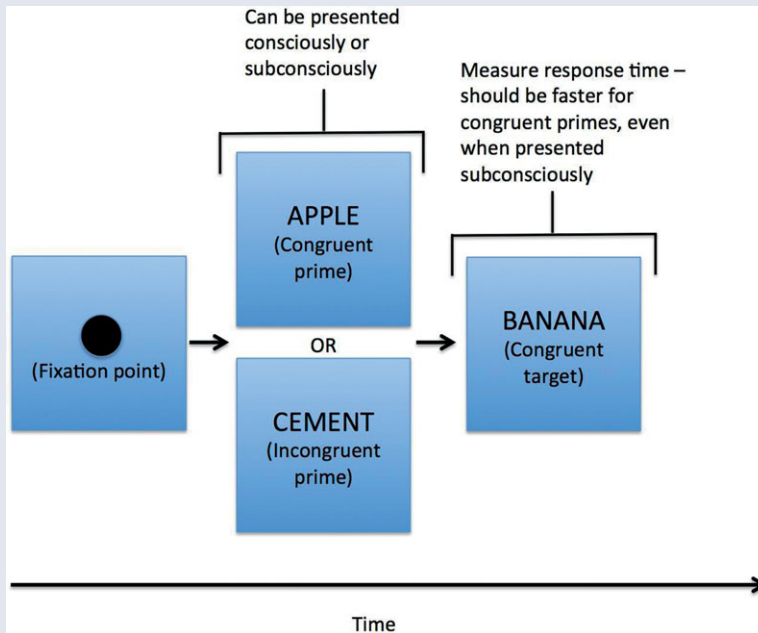 Can be presented
consciously or
subconsciously
Measure response time –
should be faster for
congruent primes, even
when presented
subconsciously
(Fixation point)
APPLE
(Congruent
prime)
OR
CEMENT
(Incongruent
prime)
BANANA
(Congruent
target)
Time